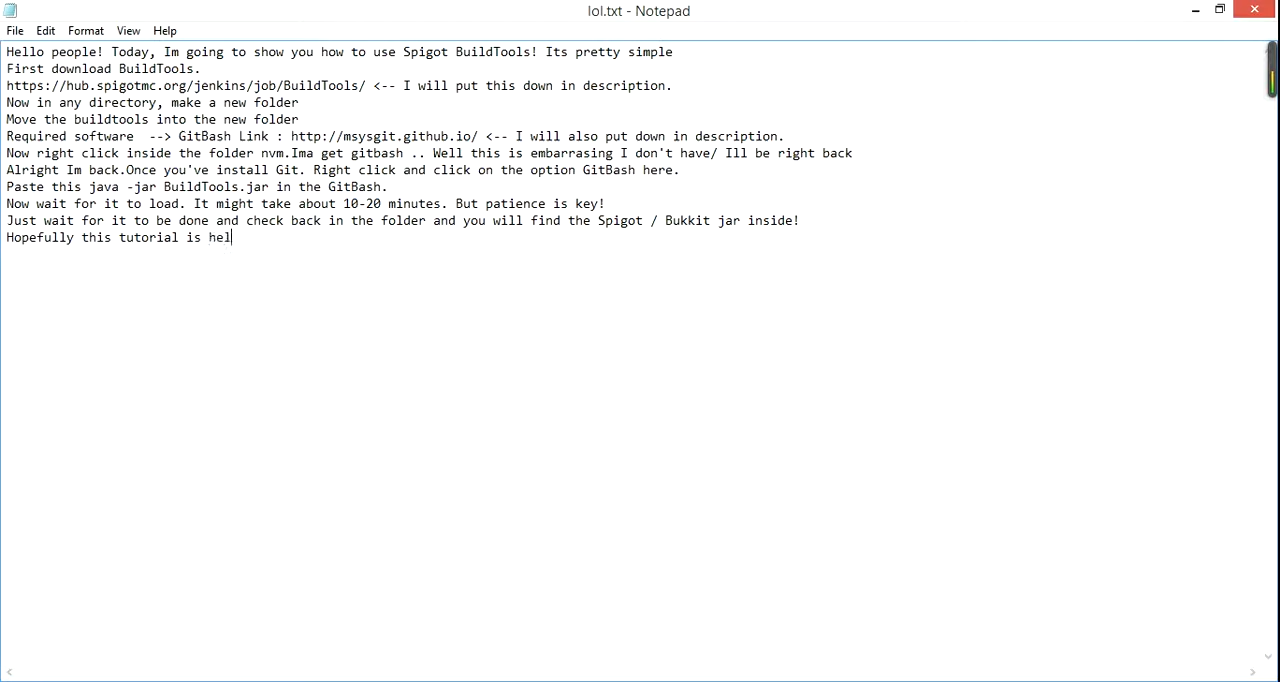 lol.txt - Notepad
File Edit Format View Help
Hello people! Today, Im going to show you how to use Spigot BuildTools! Its pretty simple
First download BuildTools.
https://hub.spigotmc.org/jenkins/job/BuildTools/ <-- I will put this down in description.
Now in any directory, make a new folder
Move the buildtools into the new folder
Required software  --> GitBash Link : http://msysgit.github.io/ <-- I will also put down in description.
Now right click inside the folder nvm.Ima get gitbash .. Well this is embarrasing I don't have/ Ill be right back
Alright Im back.Once you've install Git. Right click and click on the option GitBash here.
Paste this java -jar BuildTools.jar in the GitBash.
Now wait for it to load. It might take about 10-20 minutes. But patience is key!
Just wait for it to be done and check back in the folder and you will find the Spigot / Bukkit jar inside!
Hopefully this tutorial is hel